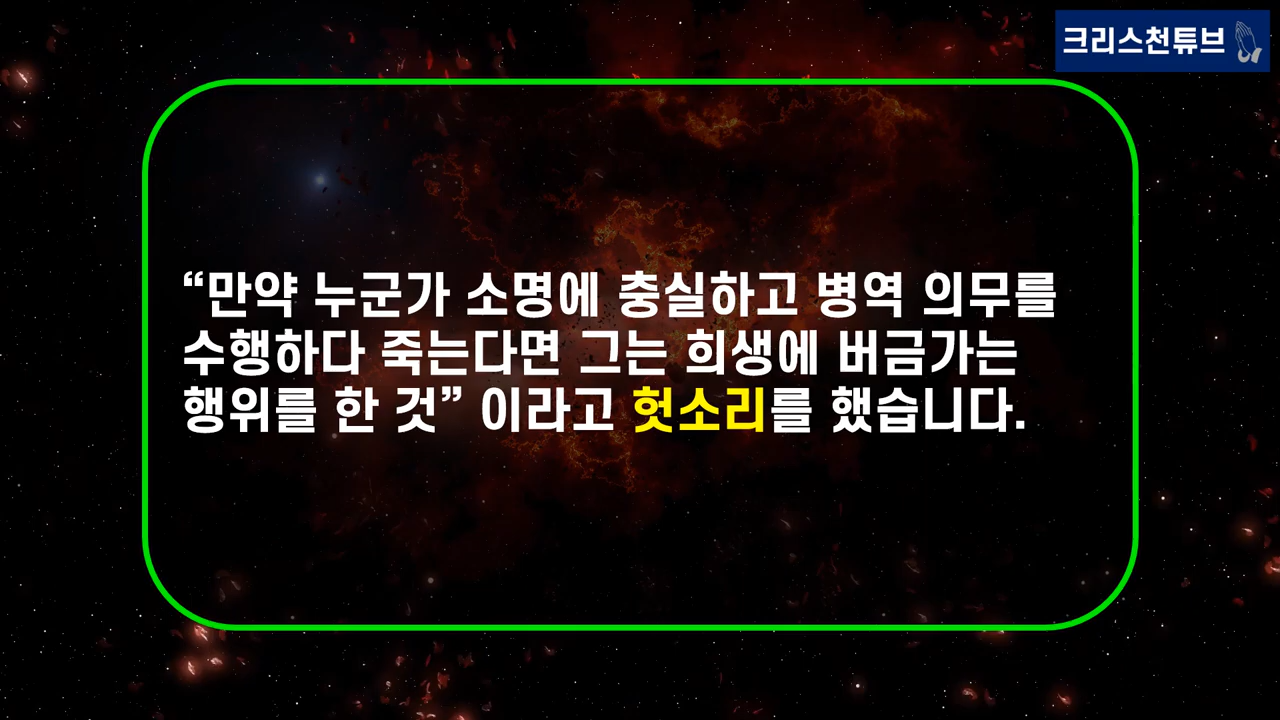 크리스천튜브
“만약 누군가 소명에 충실하고 병역 의무를
수행하다 죽는다면 그는 희생에 버금가는
행위를 한 것” 이라고 헛소리를 했습니다.